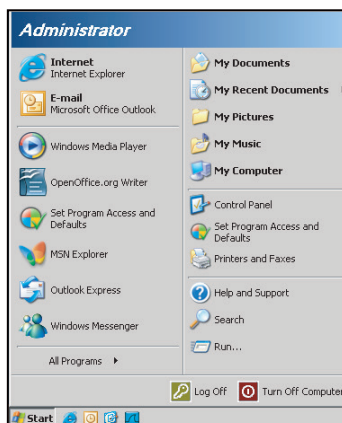 Administrator
Internet
Internet Explorer
E-mail
Microsoft Office Outlook
Windows Media Player
OpenOffice.org Writer
Set Program Access and
Defaults
MSN Explorer
Outlook Express
Windows Messenger
All Programs
My Documents
My Recent Documents
My Pictures
My Music
My Computer
Control Panel
Set Program Access and
Defaults
Printers and Faxes
Help and Support
Search
Run...
Log Off
Turn Off Computer
Start